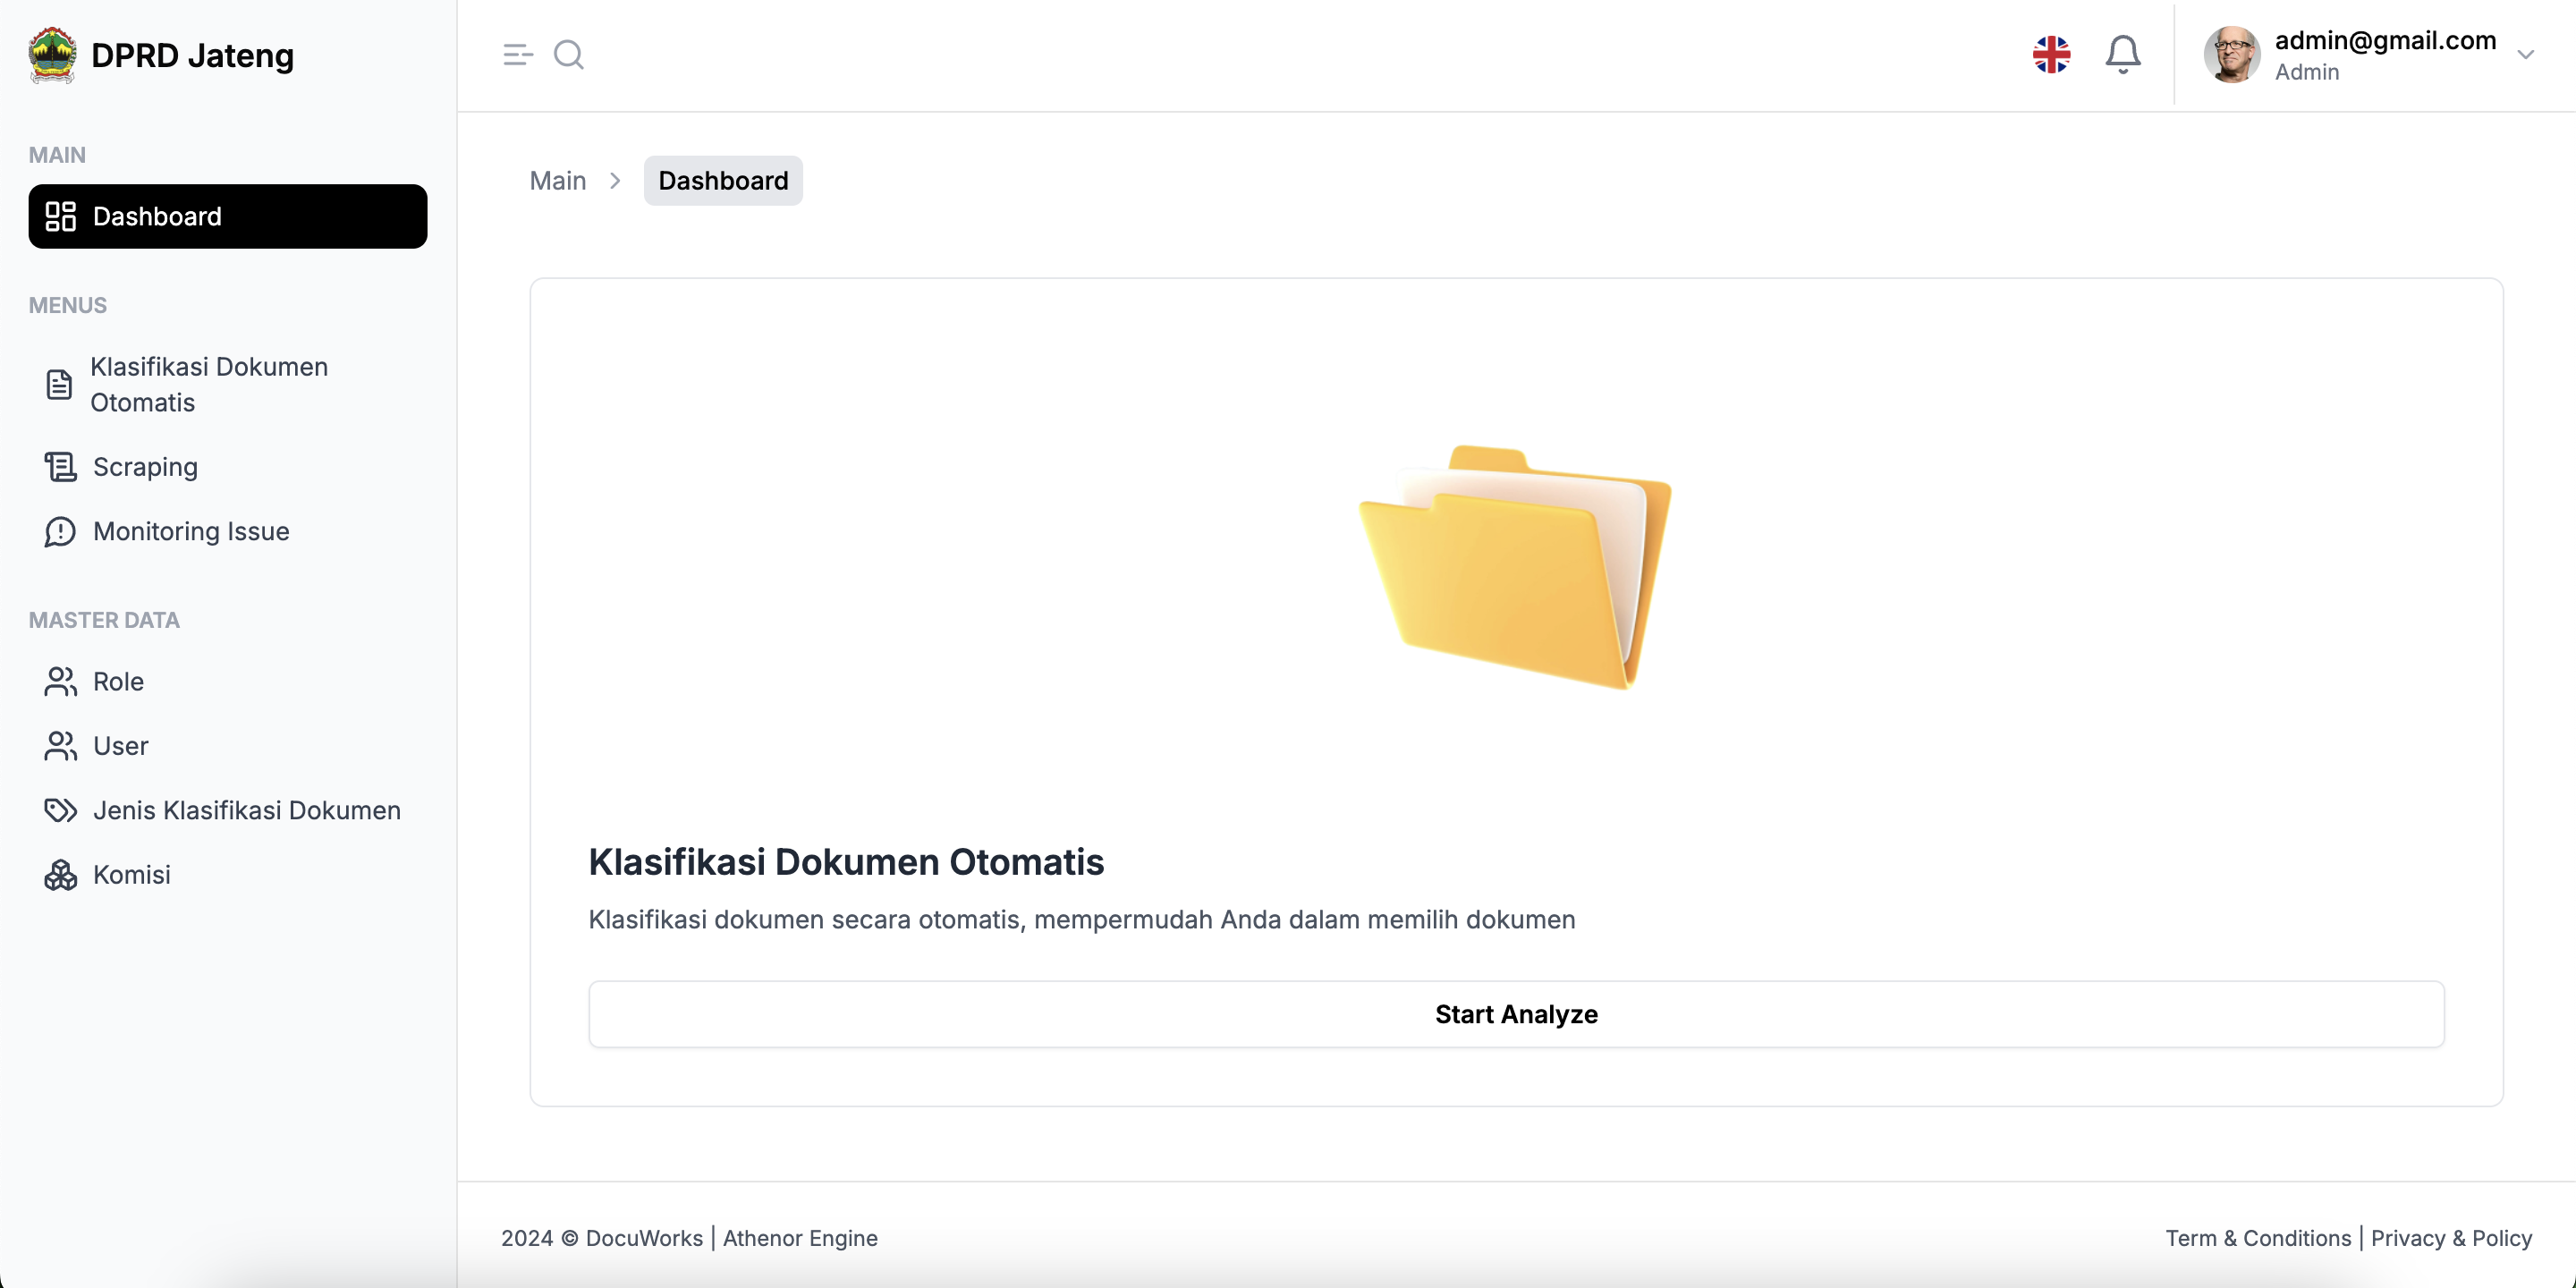 DPRD Jateng
admin@gmail.com
Admin
MAIN
Dashboard
MENUS
Klasifikasi Dokumen
Otomatis
Scraping
Monitoring Issue
MASTER DATA
Role
User
Jenis Klasifikasi Dokumen
Komisi
Main
Dashboard
Klasifikasi Dokumen Otomatis
Klasifikasi dokumen secara otomatis, mempermudah Anda dalam memilih dokumen
Start Analyze
2024 © DocuWorks | Athenor Engine
Term & Conditions | Privacy & Policy